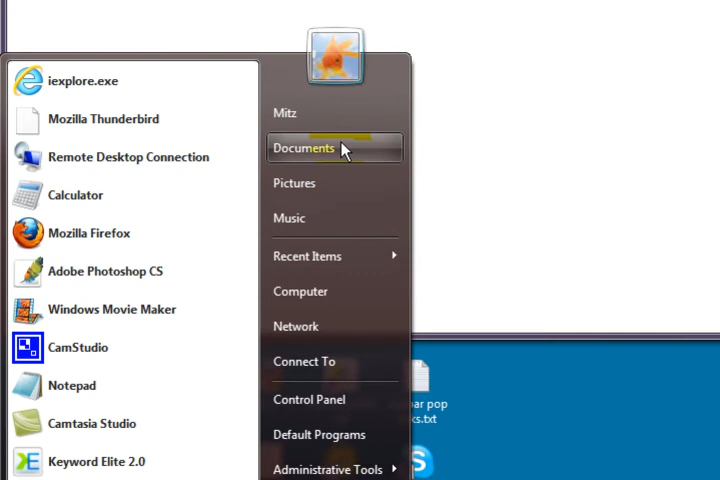 iexplore.exe
Mozilla Thunderbird
Remote Desktop Connection
Calculator
Mozilla Firefox
Adobe Photoshop CS
Windows Movie Maker
CamStudio
Notepad
Camtasia Studio
Keyword Elite 2.0
Mitz
Documents
Pictures
Music
Recent Items
Computer
Network
Connect To
Control Panel
Default Programs
Administrative Tools
pop